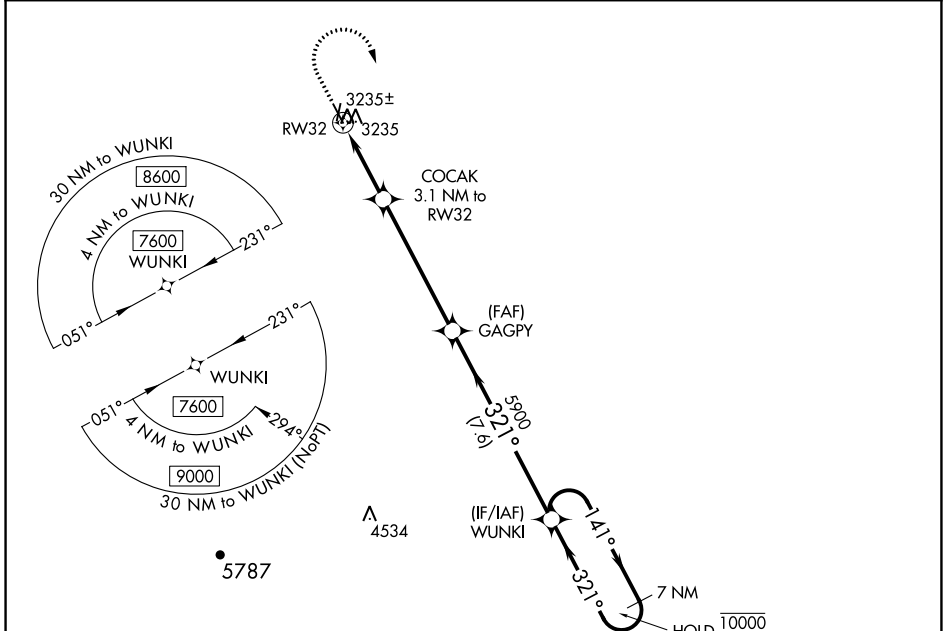 3235±
RW32
3235
COCAK
3.1 NM to
RW32
30 NM to WUNKI
8600
4 NM to WUNKI
7600
WUNKI
231°
051°
(FAF)
GAGPY
231°
WUNKI
051°
7600
4 NM to WUNKI
294°
9000
30 NM to WUNKI (NoPT)
5900
321°
(7.6)
(IF/IAF)
WUNKI
141°
4534
5787
321°
7 NM
HOLD 10000